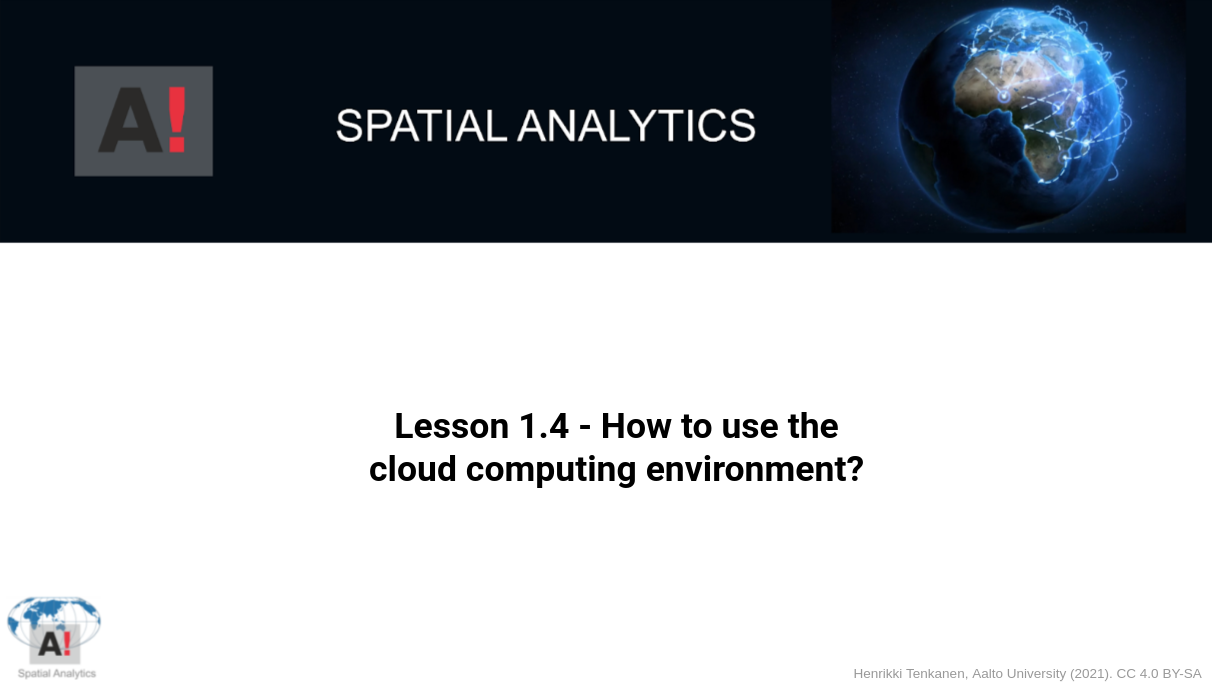 A!
SPATIAL ANALYTICS
Lesson 1.4 - How to use the
cloud computing environment?
A!
Spatial Analytics
Henrikki Tenkanen, Aalto University (2021). CC 4.0 BY-SA